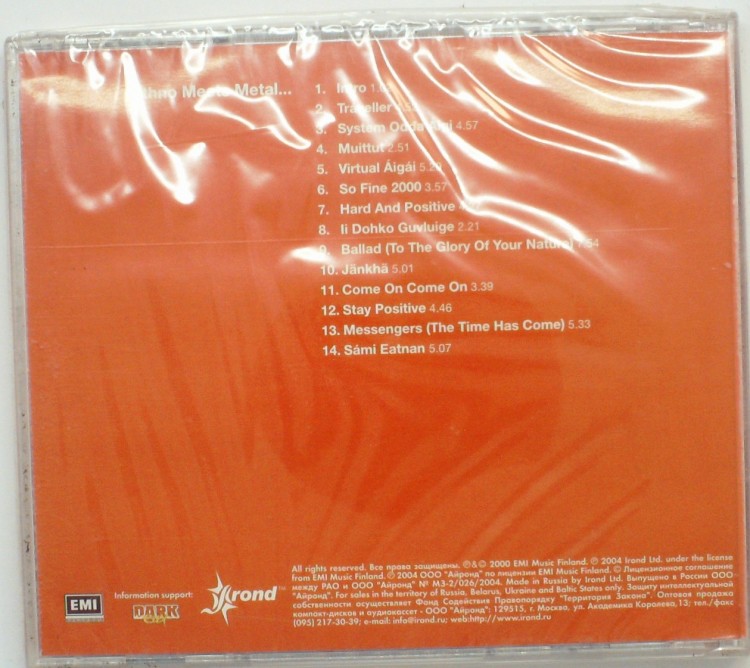 Meets Metal...
1. Intro
2. Traveller
3. System Odda 4.57
4. Muittut 2.51
5. Virtual Áigái
6. So Fine 2000 3.57
7. Hard And Positive
8. Ii Dohko Guvluige 2.21
9. Ballad (To The Glory Of Your Nature) 7.54
10. Jänkhä 5.01
11. Come On Come On 3.39
12. Stay Positive 4.46
13. Messengers (The Time Has Come) 5.33
14. Sámi Eatnan 5.07
All rights reserved. Все права защищены. ℗&© 2000 EMI Music Finland. ℗ 2004 Irond Ltd. under the license
from EMI Music Finland. ℗ 2004 ООО "Айронд" по лицензии EMI Music Finland. © Лицензионное соглашение
между РАО и ООО "Айронд" № МЗ-2/026/2004. Made in Russia by Irond Ltd. Выпущено в России ООО
"Айронд". For sales in the territory of Russia, Belarus, Ukraine and Baltic States only. Защиту интеллектуальной
собственности осуществляет Фонд Содействия Правопорядку "Территория Закона". Оптовая продажа
компакт-дисков и аудиокассет - ООО "Айронд": 129515, г. Москва, ул. Академика Королева,13; тел./факс
(095) 217-30-39; e-mail: info@irond.ru; web:http://www.irond.ru
EMI
Information support:
DARK
CITY
Irond™